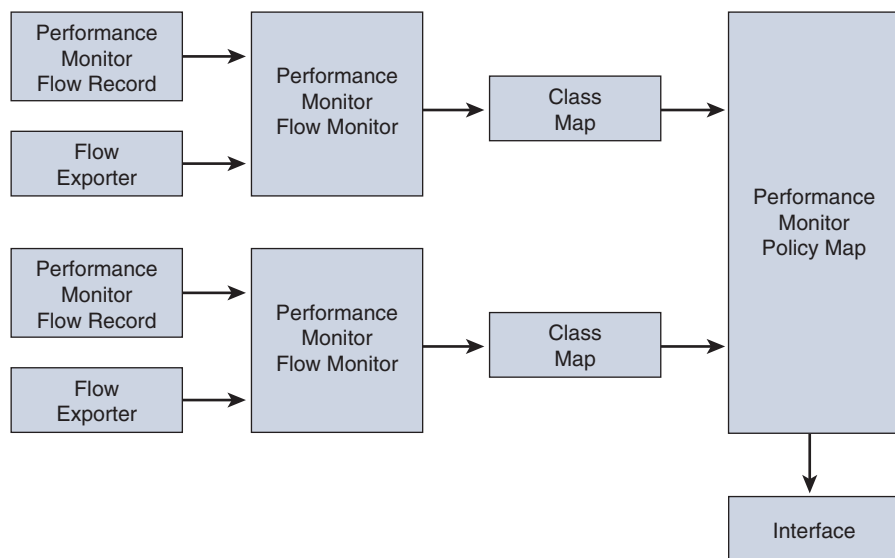 Performance
Monitor
Flow Record
Flow
Exporter
Performance
Monitor
Flow Monitor
Class
Map
Performance
Monitor
Flow Record
Flow
Exporter
Performance
Monitor
Flow Monitor
Class
Map
Performance
Monitor
Policy Map
Interface